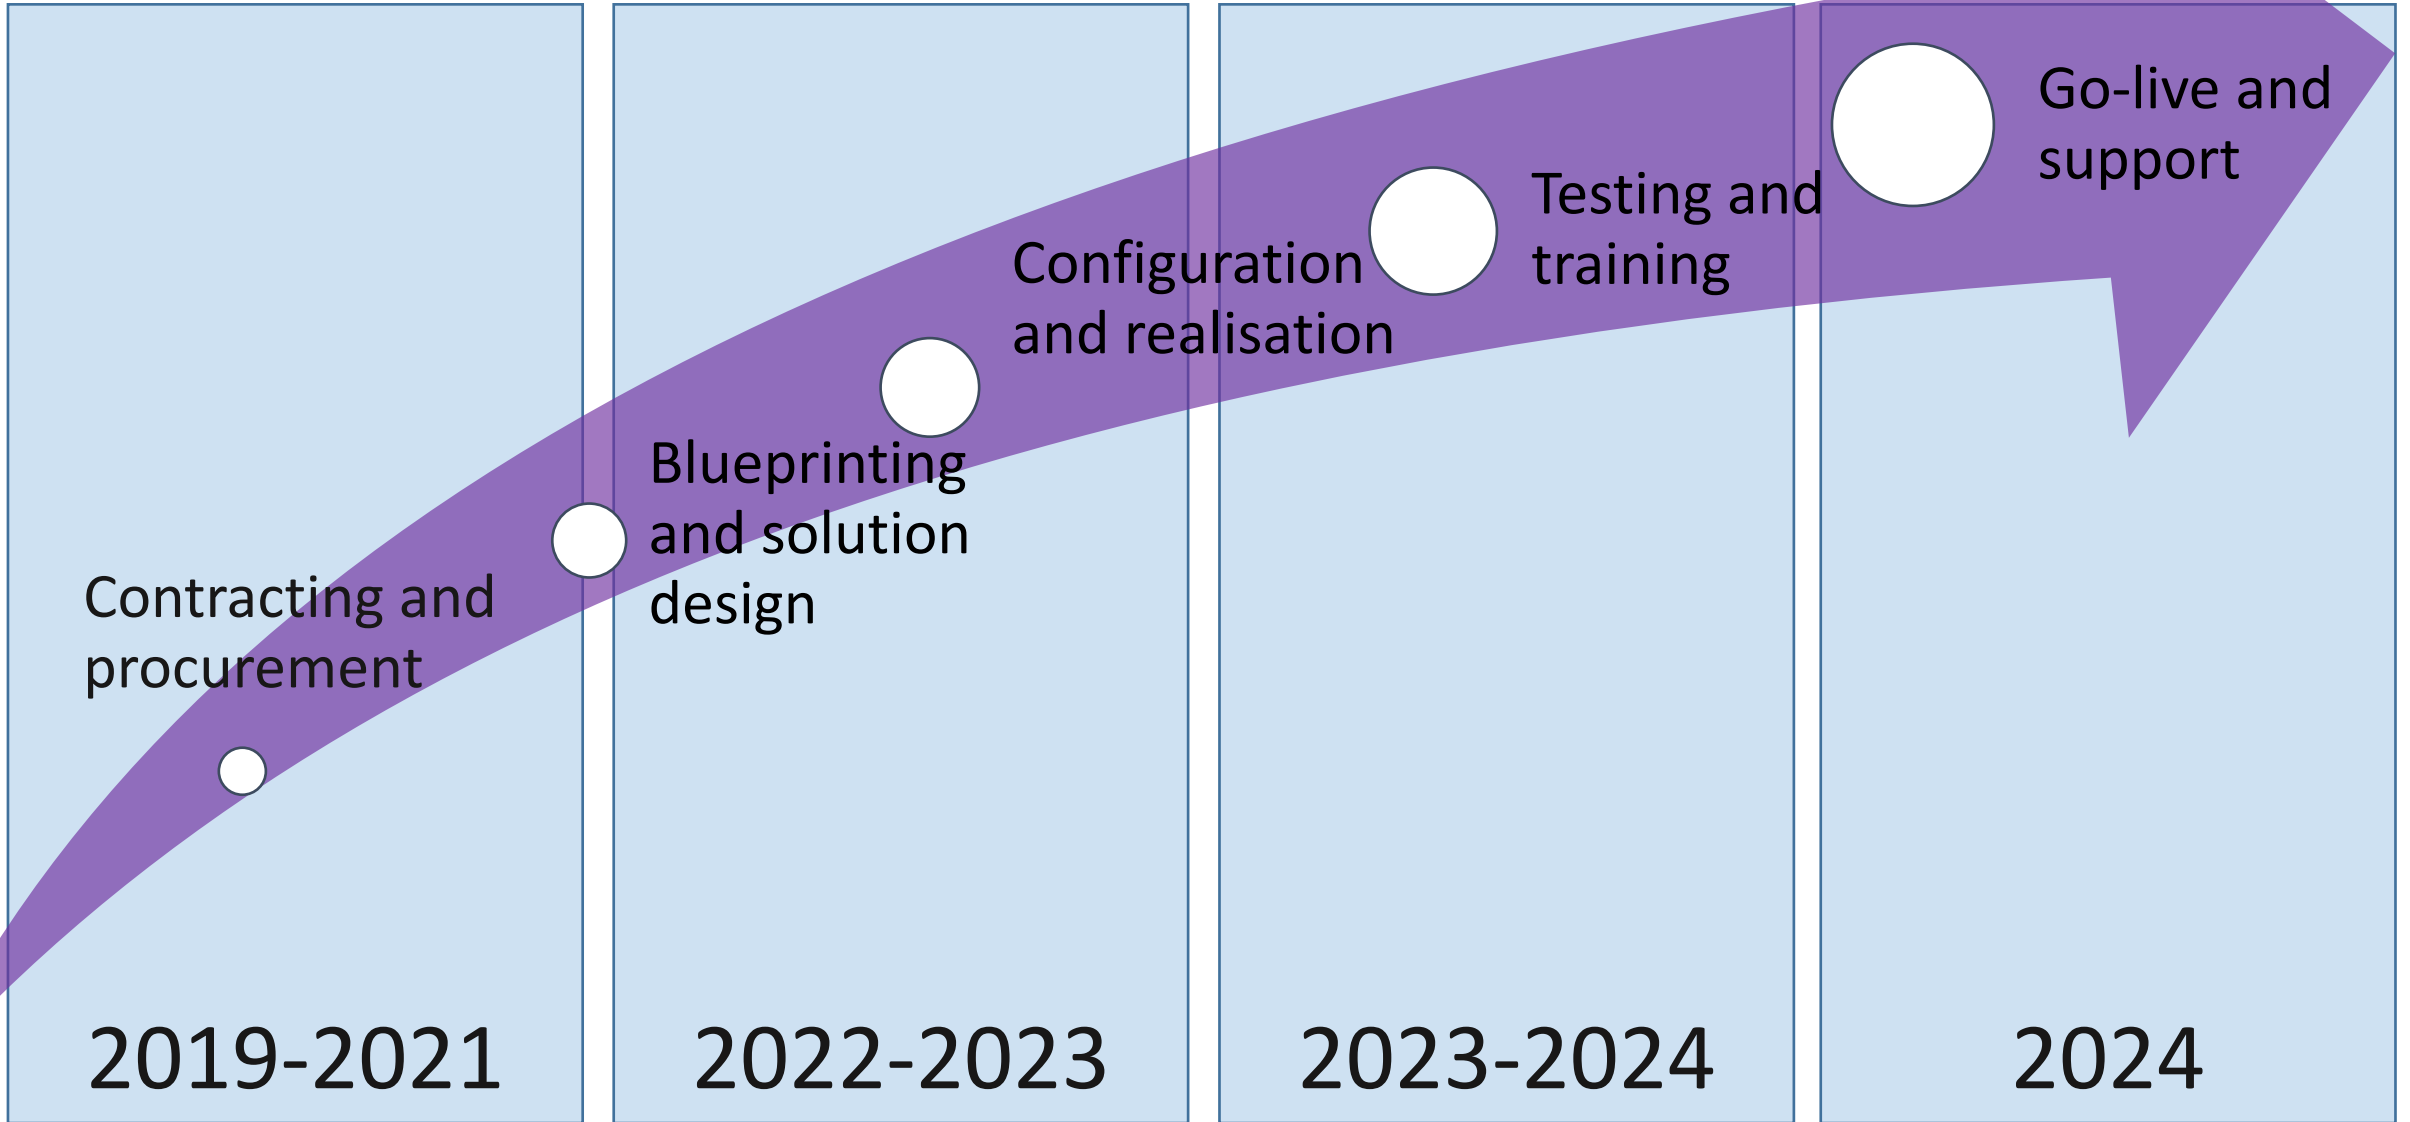 Contracting and
procurement
Blueprinting
and solution
design
Configuration
and realisation
Testing and
training
Go-live and
support
2019-2021
2022-2023
2023-2024
2024